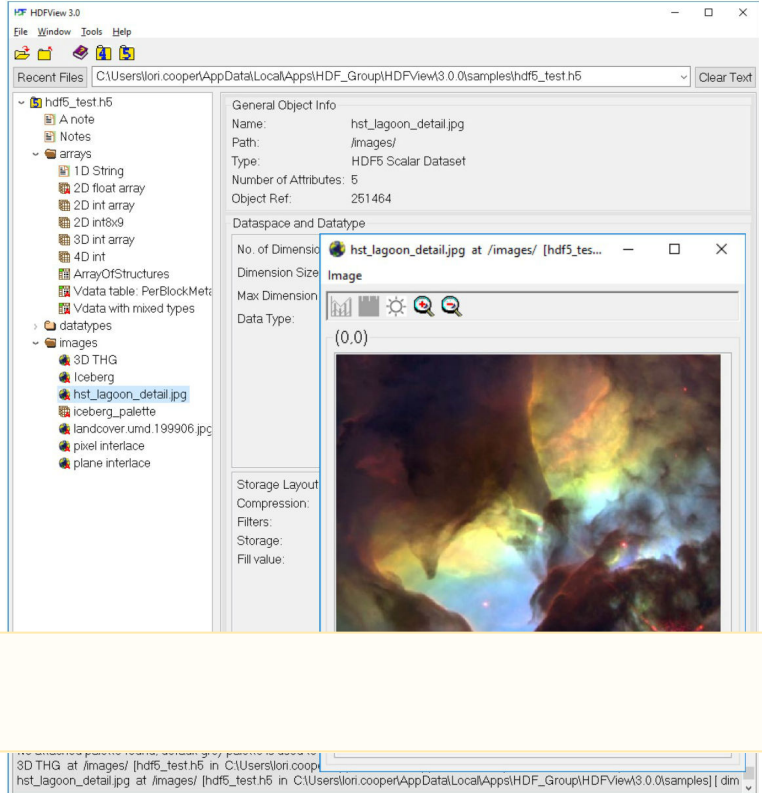 HDFView 3.0
File Window Tools Help
Recent Files C:\Users\lori.cooper\AppData\Local\Apps\HDF_Group\HDFView\3.0.0\samples\hdf5_test.h5 Clear Text
hdf5_test.h5
A note
Notes
arrays
1D String
2D float array
2D int array
2D int8x9
3D int array
4D int
ArrayOfStructures
Vdata table: PerBlockMeta
Vdata with mixed types
datatypes
images
3D THG
Iceberg
hst_lagoon_detail.jpg
iceberg_palette
landcover.umd.199906.jpg
pixel interlace
plane interlace
General Object Info
Name: hst_lagoon_detail.jpg
Path: /images/
Type: HDF5 Scalar Dataset
Number of Attributes: 5
Object Ref: 251464
Dataspace and Datatype
No. of Dimensio
Dimension Size
Max Dimension
Data Type:
Storage Layout
Compression:
Filters:
Storage:
Fill value:
hst_lagoon_detail.jpg at /images/ [hdf5_tes...
Image
(0,0)
3D THG at /images/ [hdf5_test.h5 in C:\Users\lori.coope
hst_lagoon_detail.jpg at /images/ [hdf5_test.h5 in C:\Users\lori.cooper\AppData\Local\Apps\HDF_Group\HDFView\3.0.0\samples] [ dim